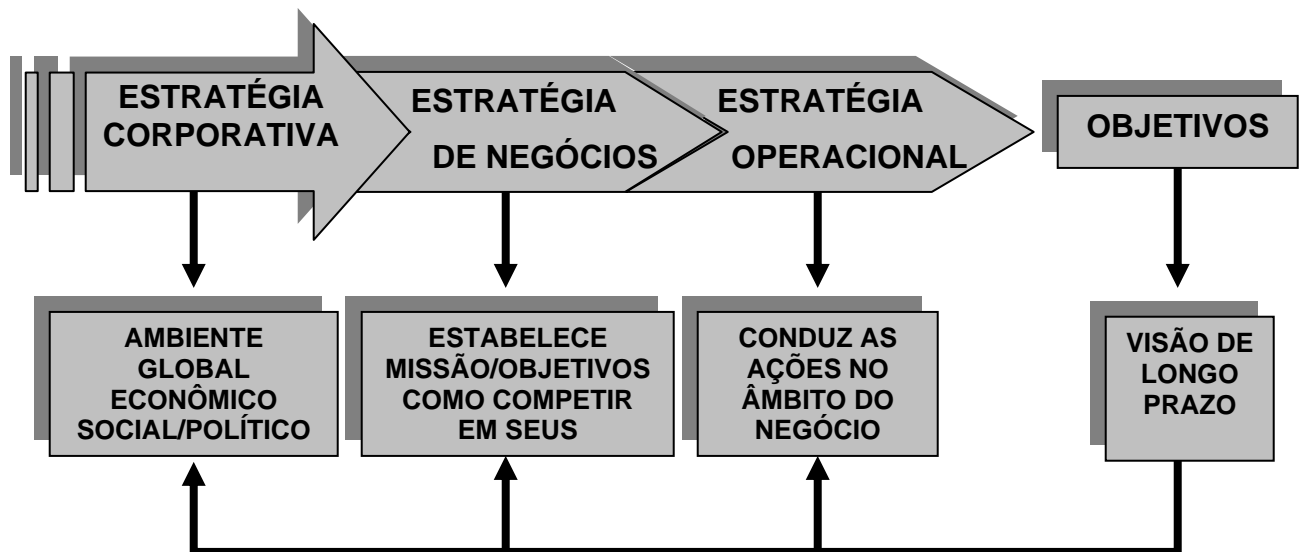 ESTRATÉGIA
CORPORATIVA
ESTRATÉGIA
DE NEGÓCIOS
ESTRATÉGIA
OPERACIONAL
OBJETIVOS
AMBIENTE
GLOBAL
ECONÔMICO
SOCIAL/POLÍTICO
ESTABELECE
MISSÃO/OBJETIVOS
COMO COMPETIR
EM SEUS
CONDUZ AS
AÇÕES NO
ÂMBITO DO
NEGÓCIO
VISÃO DE
LONGO
PRAZO